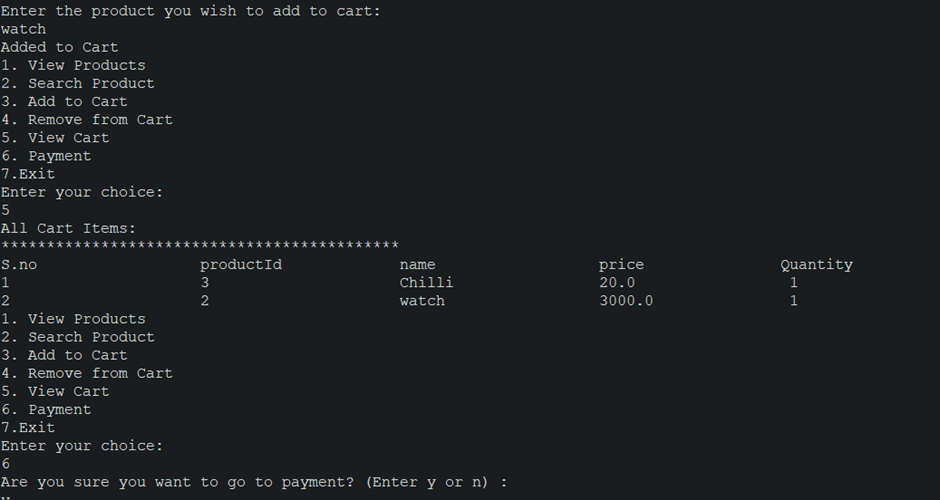 Enter the product you wish to add to cart:
watch
Added to Cart
1. View Products
2. Search Product
3. Add to Cart
4. Remove from Cart
5. View Cart
6. Payment
7.Exit
Enter your choice:
5
All Cart Items:
********************************************
S.no productId name price Quantity
1 3 Chilli 20.0 1
2 2 watch 3000.0 1
1. View Products
2. Search Product
3. Add to Cart
4. Remove from Cart
5. View Cart
6. Payment
7.Exit
Enter your choice:
6
Are you sure you want to go to payment? (Enter y or n) :